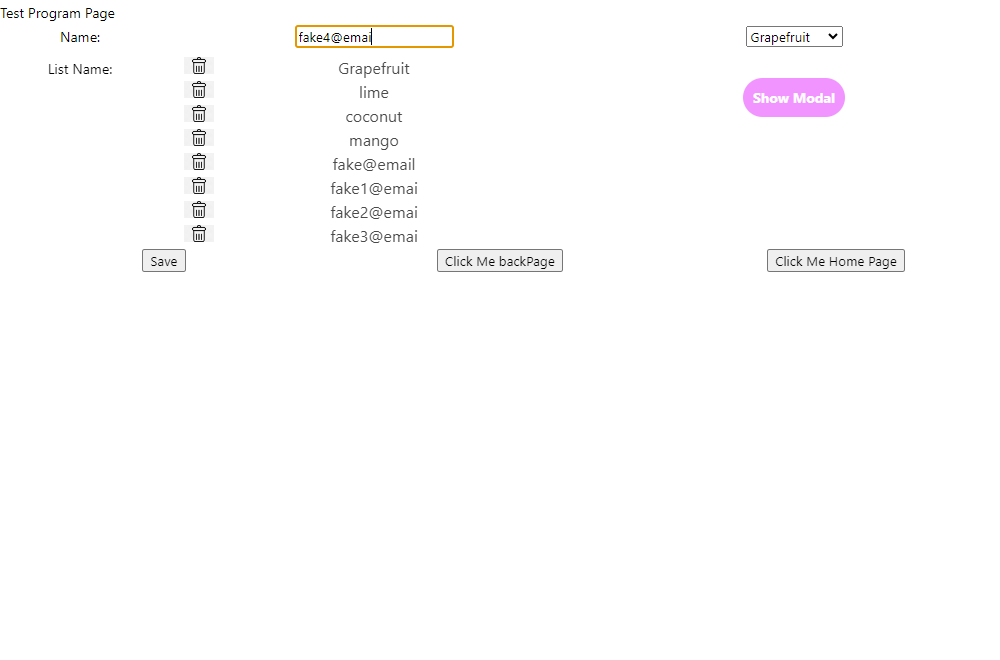 Test Program Page
Name: fake4@emai Grapefruit
List Name: Grapefruit
lime
Show Modal
coconut
mango
fake@email
fake1@emai
fake2@emai
fake3@emai
Save Click Me backPage Click Me Home Page